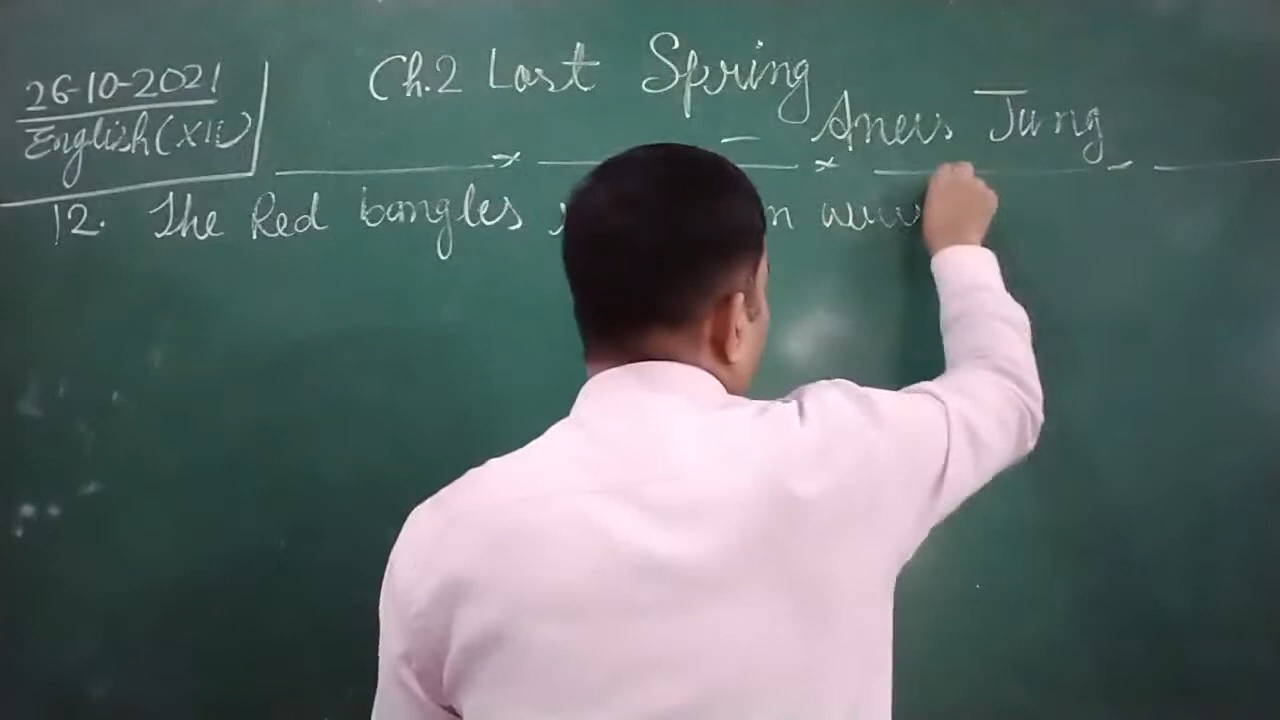 26-10-2021
English (XII)
Ch.2 Lost Spring
- Anees Jung
12. The Red bangles